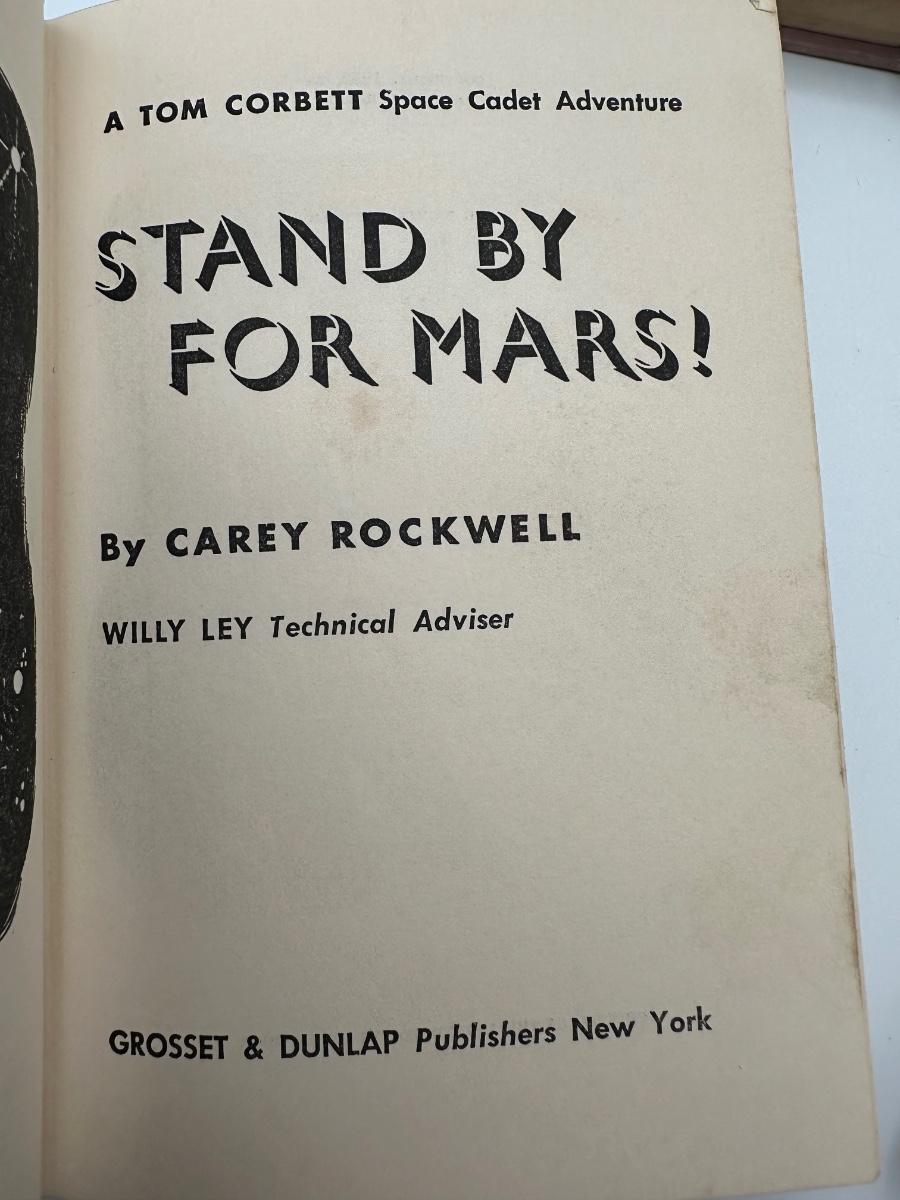 A TOM CORBETT Space Cadet Adventure
STAND BY
FOR MARS!
By CAREY ROCKWELL
WILLY LEY Technical Adviser
GROSSET & DUNLAP Publishers New York